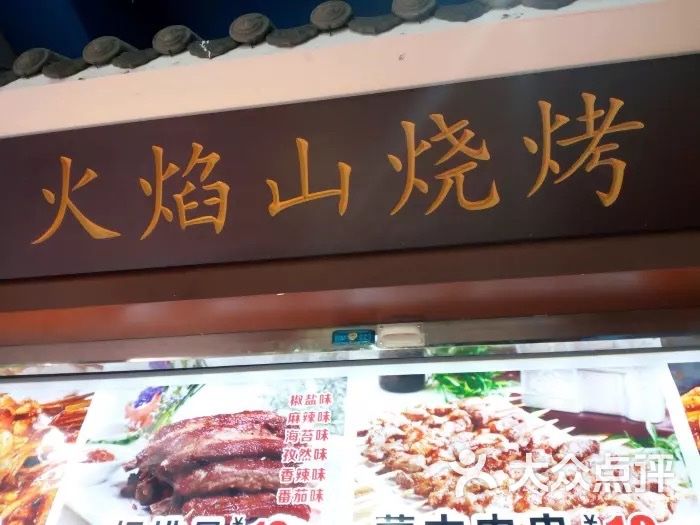 火焰山烧烤
椒盐味
麻辣味
海苔味
孜然味
香辣味
番茄味
大众点评